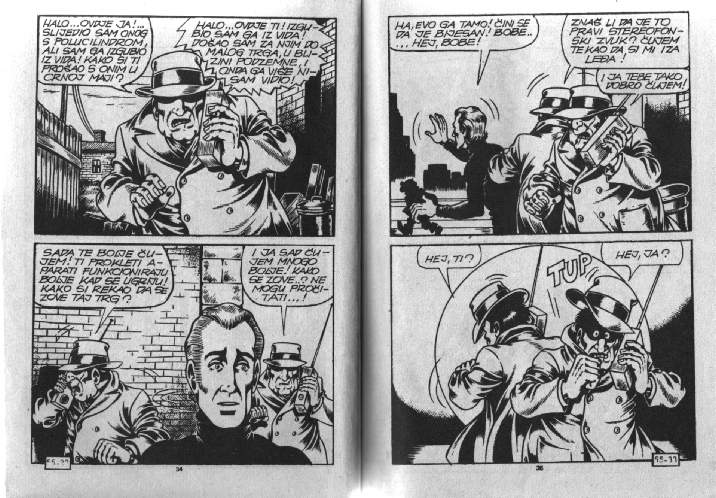 HALO...OVDJE JA!...
SLIJEDIO SAM ONOG
S POLUCILINDROM,
ALI SAM GA IZGUBIO
IZ VIDA! KAKO SI TI
PROŠAO S ONIM U
CRNOJ MAJI?
HALO...OVDJE TI! IZGU-
BIO SAM GA IZ VIDA!
DOŠAO SAM ZA NJIM DO
MALOG TRGA, U BLI-
ZINI PODZEMNE, I
ONDA GA VIŠE NI-
SAM VIDIO!
SADA TE BOLJE ČU-
JEM! TI PROKLETI A-
PARATI FUNKCIONIRAJU
BOLJE KAD SE UGRIJU!
KAKO SI REKAO DA SE
ZOVE TAJ TRG?
I JA SAD ČU-
JEM MNOGO
BOLJE! KAKO
SE ZOVE..? NE
MOGU PROČI-
TATI...!
55-??
34
HA, EVO GA TAMO! ČINI SE
DA JE BIJESAN! BOBE..
... HEJ, BOBE!
ZNAŠ LI DA JE TO
PRAVI STEREOFON-
SKI ZVUK? ČUJEM
TE KAO DA SI MI IZA
LEĐA!
I JA TEBE TAKO
DOBRO ČUJEM!
HEJ, TI?
TUP
HEJ, JA?